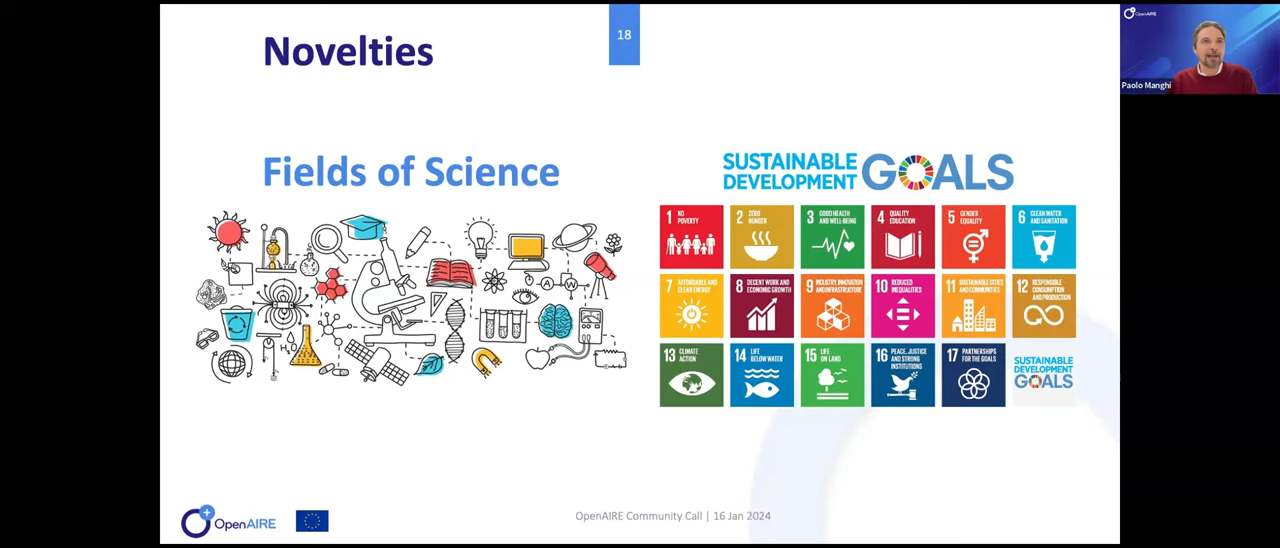 Novelties
18
OpenAIRE
Paolo Manghi
Fields of Science
SUSTAINABLE
DEVELOPMENT
GOALS
1 NO
POVERTY
2 ZERO
HUNGER
3 GOOD HEALTH
AND WELL-BEING
4 QUALITY
EDUCATION
5 GENDER
EQUALITY
6 CLEAN WATER
AND SANITATION
7 AFFORDABLE AND
CLEAN ENERGY
8 DECENT WORK AND
ECONOMIC GROWTH
9 INDUSTRY, INNOVATION
AND INFRASTRUCTURE
10 REDUCED
INEQUALITIES
11 SUSTAINABLE CITIES
AND COMMUNITIES
12 RESPONSIBLE
CONSUMPTION
AND PRODUCTION
13 CLIMATE
ACTION
14 LIFE
BELOW WATER
15 LIFE
ON LAND
16 PEACE, JUSTICE
AND STRONG
INSTITUTIONS
17 PARTNERSHIPS
FOR THE GOALS
SUSTAINABLE
DEVELOPMENT
GOALS
A W
H₂O
OpenAIRE
OpenAIRE Community Call | 16 Jan 2024